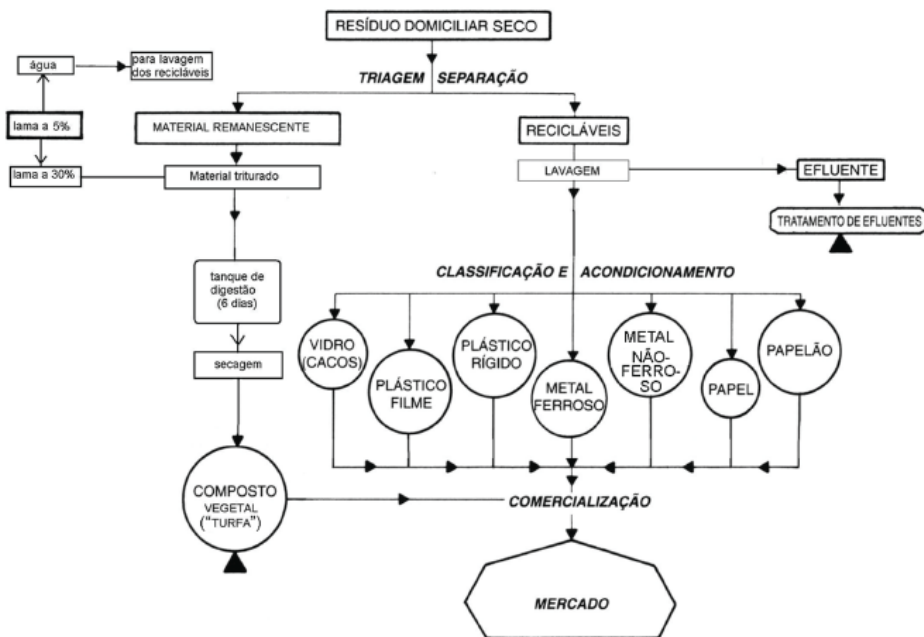 RESÍDUO DOMICILIAR SECO
TRIAGEM SEPARAÇÃO
água
para lavagem
dos recicláveis
lama a 5%
lama a 30%
MATERIAL REMANESCENTE
Material triturado
RECICLÁVEIS
LAVAGEM
EFLUENTE
TRATAMENTO DE EFLUENTES
tanque de
digestão
(6 dias)
secagem
CLASSIFICAÇÃO E ACONDICIONAMENTO
VIDRO
(CACOS)
PLÁSTICO
FILME
PLÁSTICO
RÍGIDO
METAL
FERROSO
METAL
NÃO-
FERRO-
SO
PAPEL
PAPELÃO
COMPOSTO
VEGETAL
("TURFA")
COMERCIALIZAÇÃO
MERCADO